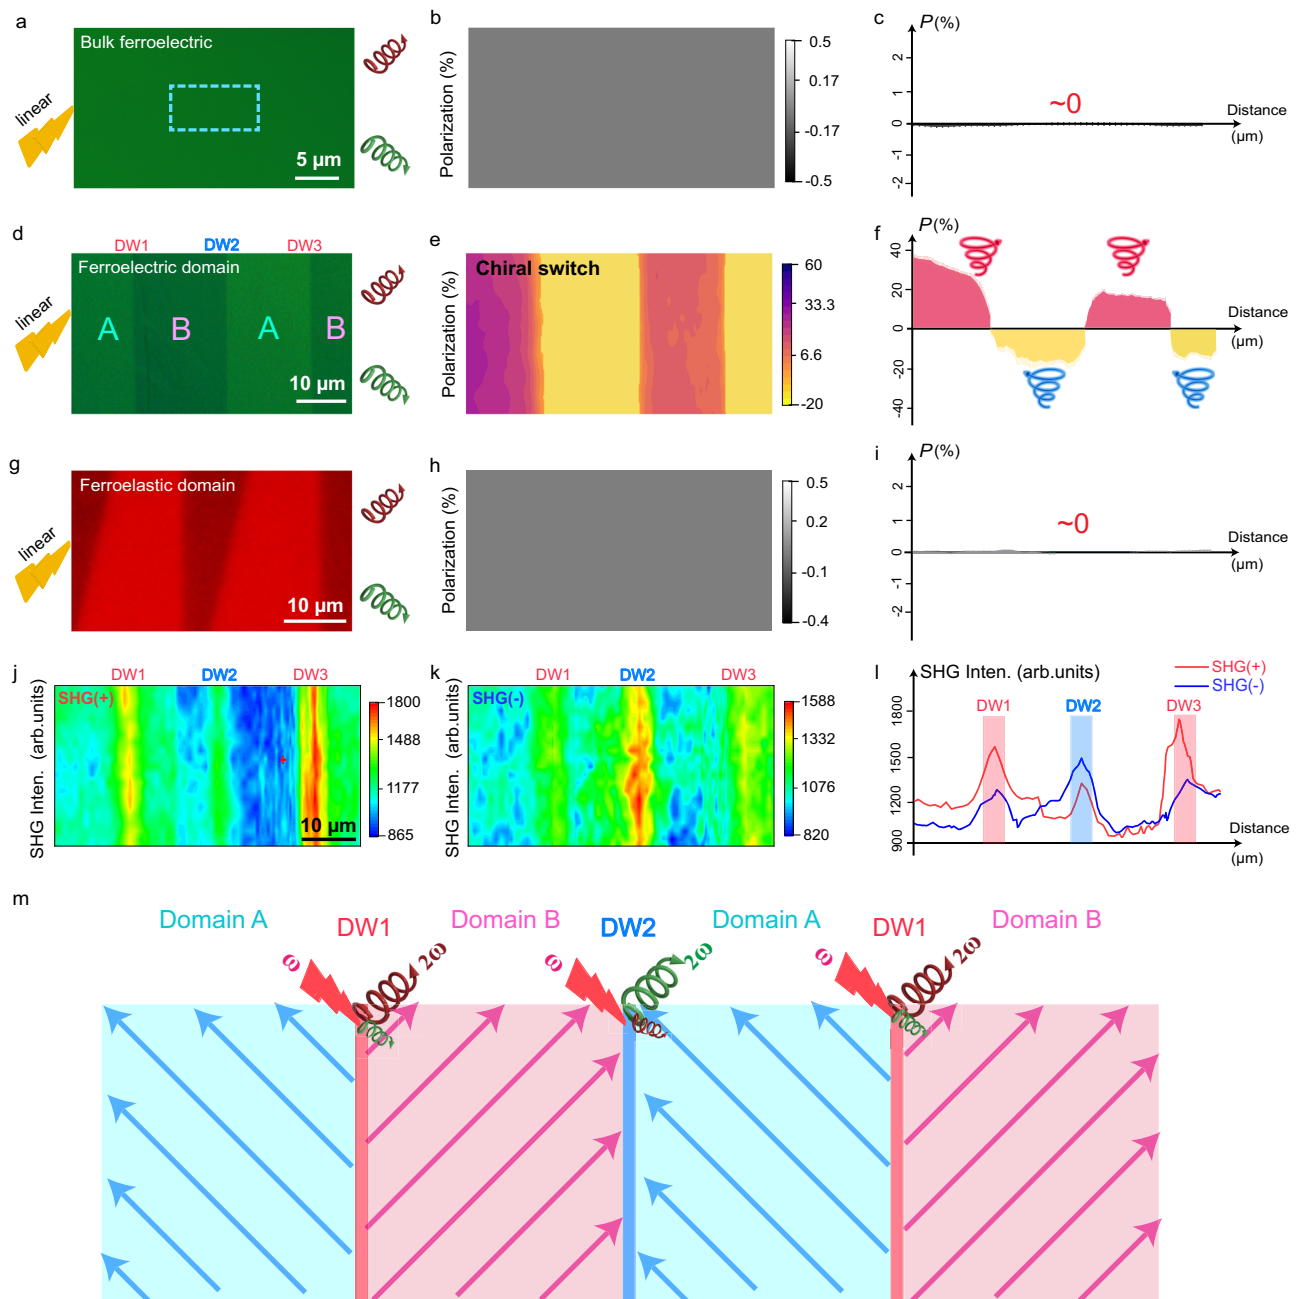 a
Bulk ferroelectric
linear
5 μm
b
Polarization (%)
0.5
0.17
-0.17
-0.5
c
P(%)
2
1
0
-1
-2
~0
Distance
(μm)
d
DW1
DW2
DW3
Ferroelectric domain
linear
A
B
A
B
10 μm
e
Polarization (%)
Chiral switch
60
33.3
6.6
-20
f
P(%)
40
20
0
-20
-40
Distance
(μm)
g
Ferroelastic domain
linear
10 μm
h
Polarization (%)
0.5
0.2
-0.1
-0.4
i
P(%)
2
1
0
-1
-2
~0
Distance
(μm)
j
DW1
DW2
DW3
SHG Inten. (arb.units)
SHG(+)
10 μm
1800
1488
1177
865
k
DW1
DW2
DW3
SHG Inten. (arb.units)
SHG(-)
1588
1332
1076
820
l
SHG Inten. (arb.units)
SHG(+)
SHG(-)
DW1
DW2
DW3
1800
1500
1200
900
Distance
(μm)
m
Domain A
DW1
Domain B
DW2
Domain A
DW1
Domain B
ω
2ω
ω
2ω
ω
2ω